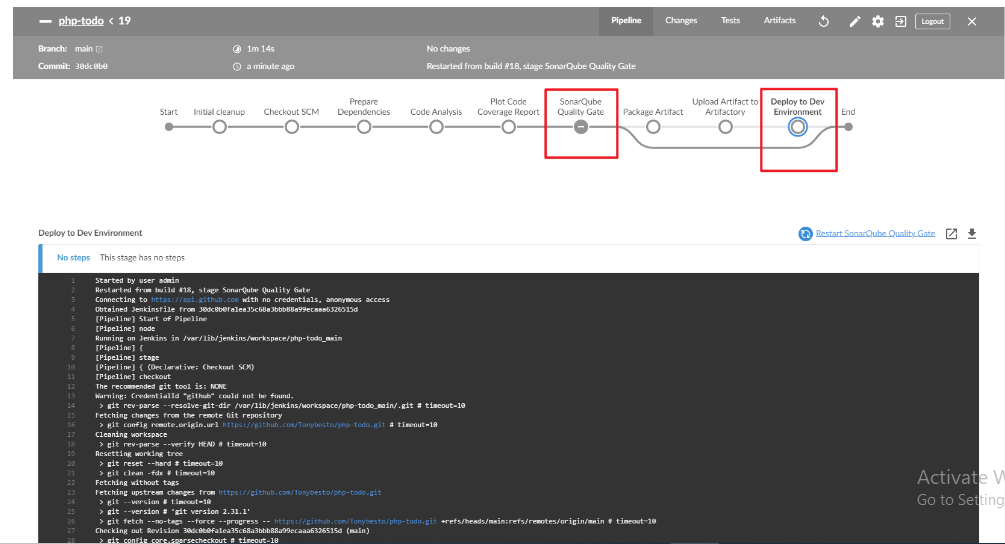 php-todo < 19
Pipeline Changes Tests Artifacts Logout
Branch: main 1m 14s No changes
Commit: 30dc0b0 a minute ago Restarted from build #18, stage SonarQube Quality Gate
Start Initial cleanup Checkout SCM Prepare Dependencies Code Analysis Plot Code Coverage Report SonarQube Quality Gate Package Artifact Upload Artifact to Artifactory Deploy to Dev Environment End
Deploy to Dev Environment Restart SonarQube Quality Gate
No steps This stage has no steps
1 Started by user admin
2 Restarted from build #18, stage SonarQube Quality Gate
3 Connecting to https://api.github.com with no credentials, anonymous access
4 Obtained Jenkinsfile from 30dc0b0fa1ea35c68a3bbb88a99ecaaa6326515d
5 [Pipeline] Start of Pipeline
6 [Pipeline] node
7 Running on Jenkins in /var/lib/jenkins/workspace/php-todo_main
8 [Pipeline] {
9 [Pipeline] stage
10 [Pipeline] { (Declarative: Checkout SCM)
11 [Pipeline] checkout
12 The recommended git tool is: NONE
13 Warning: CredentialId "github" could not be found.
14 > git rev-parse --resolve-git-dir /var/lib/jenkins/workspace/php-todo_main/.git # timeout=10
15 Fetching changes from the remote Git repository
16 > git config remote.origin.url https://github.com/Tonybesto/php-todo.git # timeout=10
17 Cleaning workspace
18 > git rev-parse --verify HEAD # timeout=10
19 Resetting working tree
20 > git reset --hard # timeout=10
21 > git clean -fdx # timeout=10
22 Fetching without tags
23 Fetching upstream changes from https://github.com/Tonybesto/php-todo.git
24 > git --version # timeout=10
25 > git --version # 'git version 2.31.1'
26 > git fetch --no-tags --force --progress -- https://github.com/Tonybesto/php-todo.git +refs/heads/main:refs/remotes/origin/main # timeout=10
27 Checking out Revision 30dc0b0fa1ea35c68a3bbb88a99ecaaa6326515d (main)
28 > git config core.sparsecheckout # timeout=10
Activate W
Go to Setting